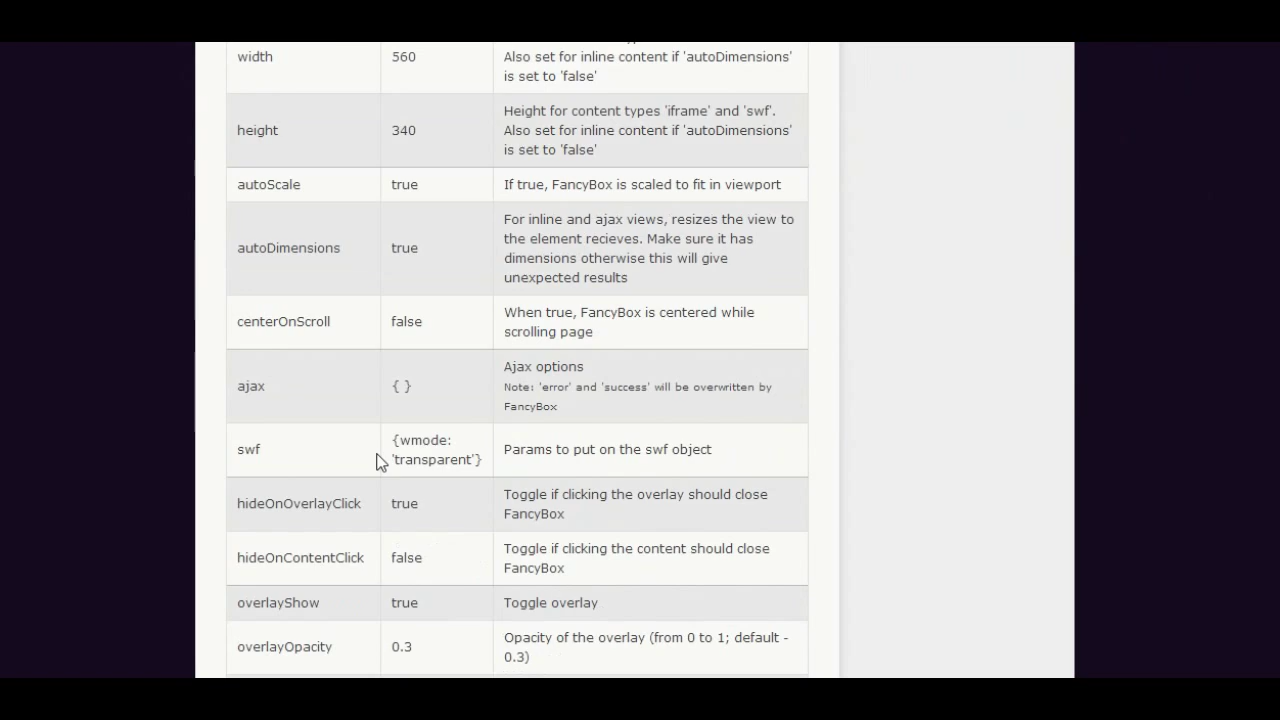 width 560 Also set for inline content if 'autoDimensions'
is set to 'false'
Height for content types 'iframe' and 'swf'.
height 340 Also set for inline content if 'autoDimensions'
is set to 'false'
autoScale true If true, FancyBox is scaled to fit in viewport
For inline and ajax views, resizes the view to
autoDimensions true the element recieves. Make sure it has
dimensions otherwise this will give
unexpected results
centerOnScroll false When true, FancyBox is centered while
scrolling page
Ajax options
ajax { } Note: 'error' and 'success' will be overwritten by
FancyBox
swf {wmode: 'transparent'} Params to put on the swf object
hideOnOverlayClick true Toggle if clicking the overlay should close
FancyBox
hideOnContentClick false Toggle if clicking the content should close
FancyBox
overlayShow true Toggle overlay
overlayOpacity 0.3 Opacity of the overlay (from 0 to 1; default -
0.3)